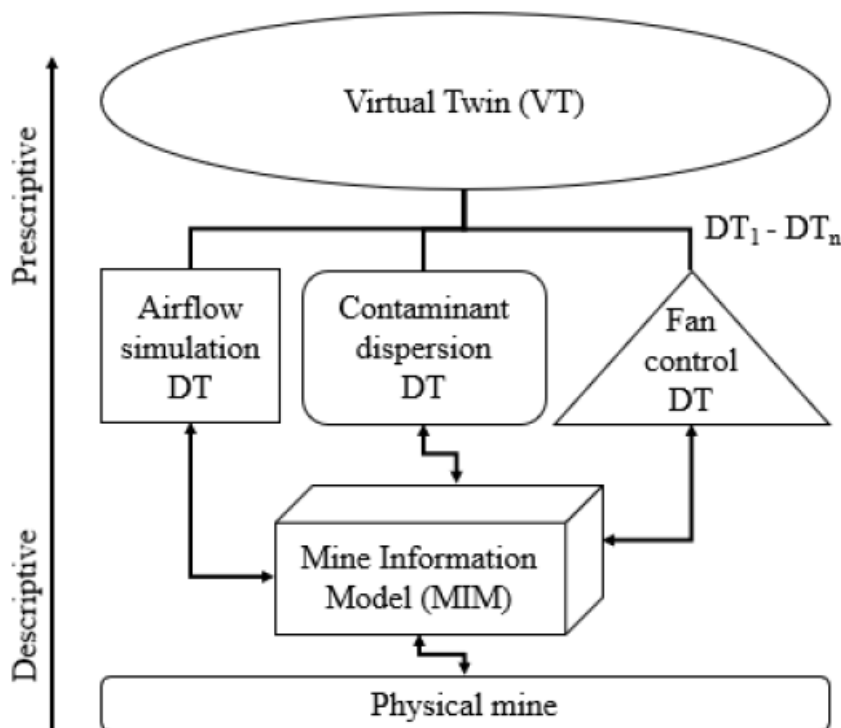 Virtual Twin (VT)
Prescriptive
DT₁ - DTₙ
Airflow
simulation
DT
Contaminant
dispersion
DT
Fan
control
DT
Descriptive
Mine Information
Model (MIM)
Physical mine